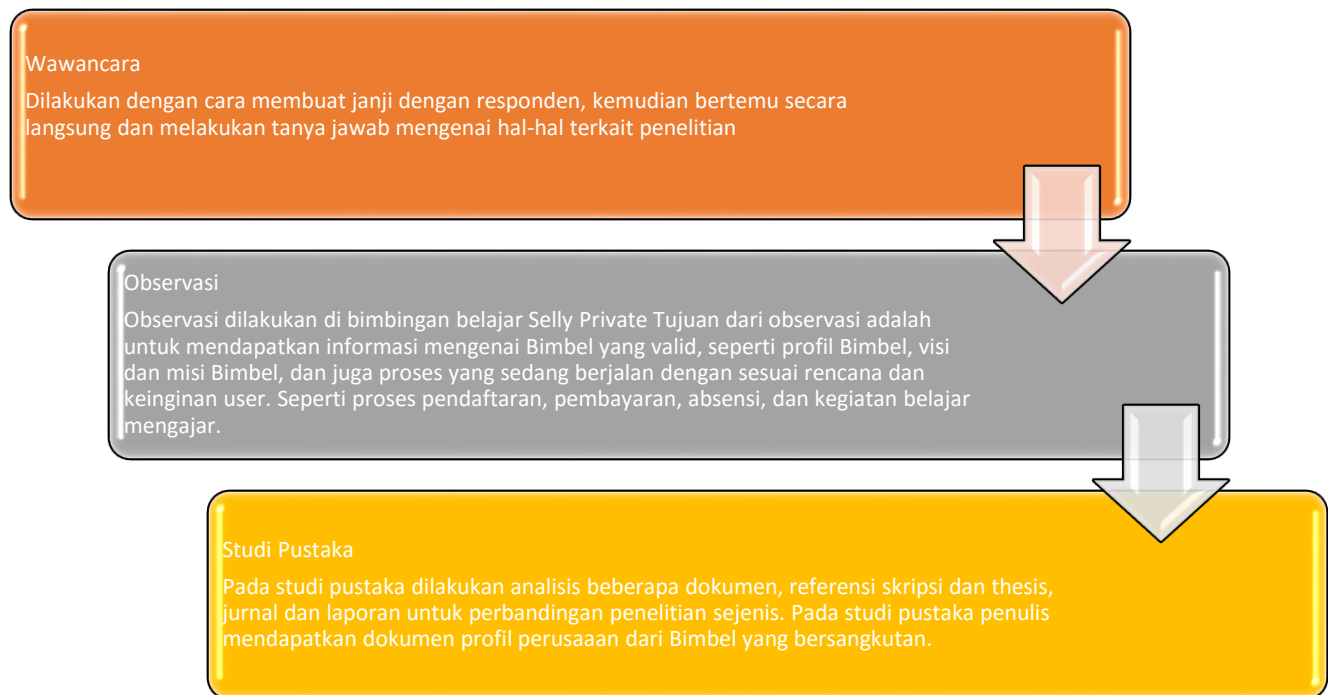 Wawancara
Dilakukan dengan cara membuat janji dengan responden, kemudian bertemu secara
langsung dan melakukan tanya jawab mengenai hal-hal terkait penelitian
Observasi
Observasi dilakukan di bimbingan belajar Selly Private Tujuan dari observasi adalah
untuk mendapatkan informasi mengenai Bimbel yang valid, seperti profil Bimbel, visi
dan misi Bimbel, dan juga proses yang sedang berjalan dengan sesuai rencana dan
keinginan user. Seperti proses pendaftaran, pembayaran, absensi, dan kegiatan belajar
mengajar.
Studi Pustaka
Pada studi pustaka dilakukan analisis beberapa dokumen, referensi skripsi dan thesis,
jurnal dan laporan untuk perbandingan penelitian sejenis. Pada studi pustaka penulis
mendapatkan dokumen profil perusaaan dari Bimbel yang bersangkutan.